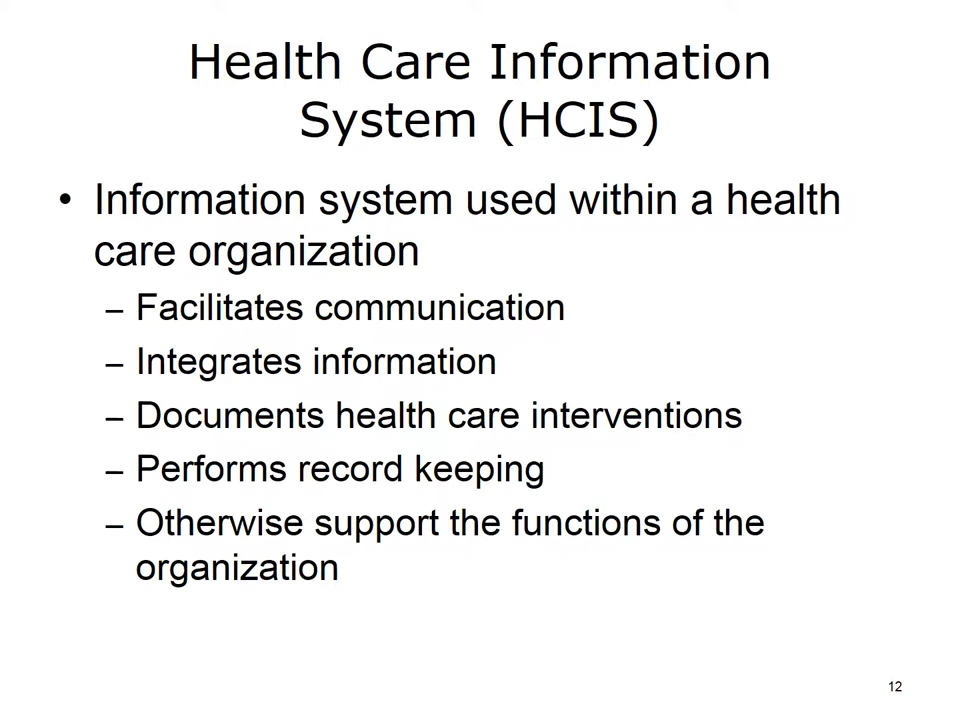 Health Care Information
System (HCIS)
• Information system used within a health
care organization
– Facilitates communication
– Integrates information
– Documents health care interventions
– Performs record keeping
– Otherwise support the functions of the
organization
12